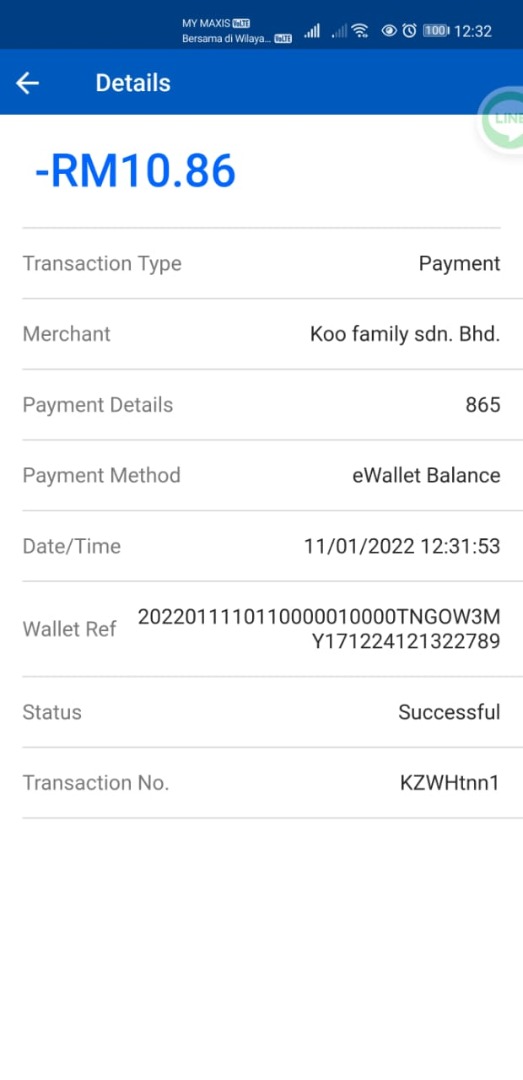 MY MAXIS VoLTE
Bersama di Wilaya... VoLTE
100 12:32
Details
LINE
-RM10.86
Transaction Type Payment
Merchant Koo family sdn. Bhd.
Payment Details 865
Payment Method eWallet Balance
Date/Time 11/01/2022 12:31:53
Wallet Ref 2022011110110000010000TNGOW3M
Y171224121322789
Status Successful
Transaction No. KZWHtnn1